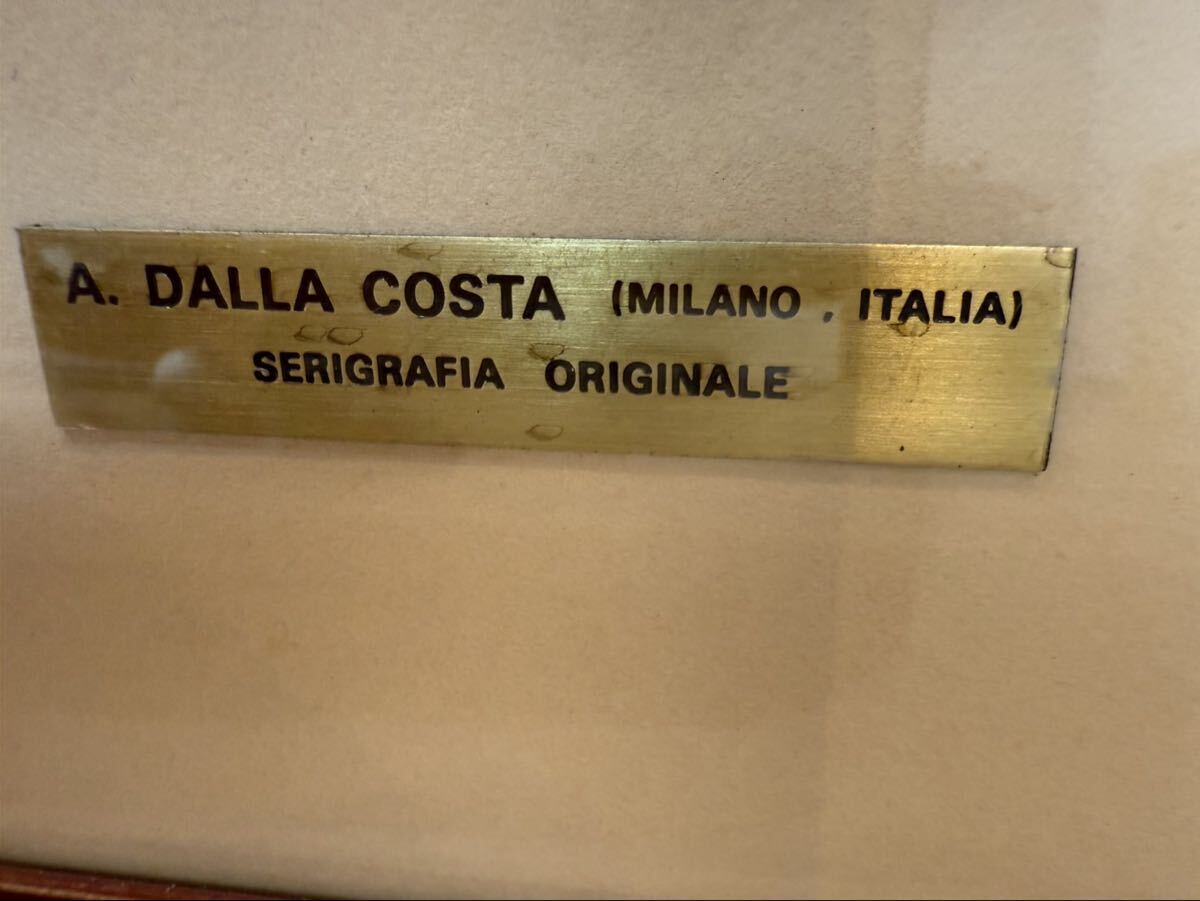 A. DALLA COSTA (MILANO , ITALIA)
SERIGRAFIA ORIGINALE